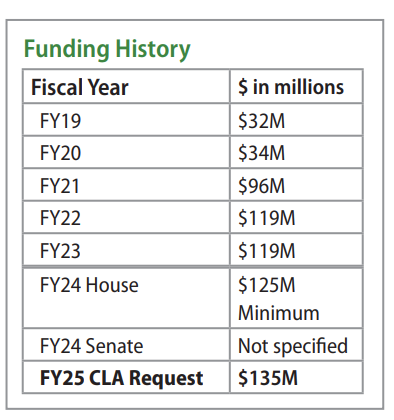 Funding History
Fiscal Year $ in millions
FY19 $32M
FY20 $34M
FY21 $96M
FY22 $119M
FY23 $119M
FY24 House $125M
Minimum
FY24 Senate Not specified
FY25 CLA Request $135M